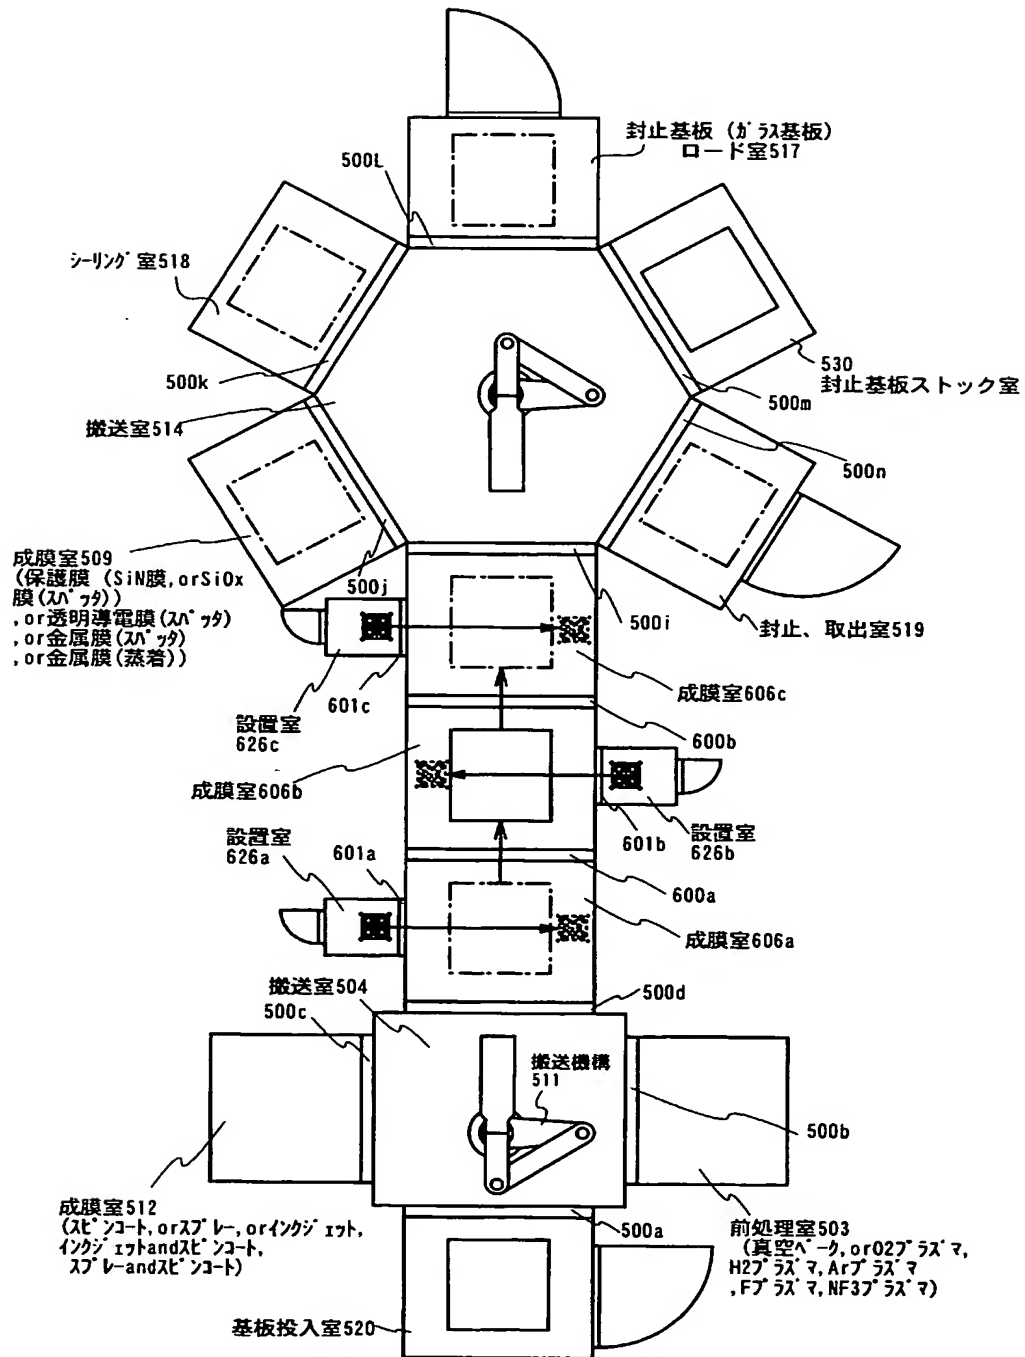 封止基板 (ガラス基板)
ロード室517
500L
シーリング室518
500k
530
封止基板ストック室
500m
搬送室514
500n
成膜室509
(保護膜 (SiN膜,orSiOx
膜(スパッタ))
,or透明導電膜(スパッタ)
,or金属膜(スパッタ)
,or金属膜(蒸着))
500j
500i
封止、取出室519
601c
成膜室606c
設置室
626c
600b
成膜室606b
601b
設置室
626b
設置室
626a
601a
600a
成膜室606a
搬送室504
500d
500c
搬送機構
511
500b
成膜室512
(スピンコート,orスプレー,orインクジェット,
インクジェットandスピンコート,
スプレーandスピンコート)
500a
前処理室503
(真空ベーク,orO2プラズマ,
H2プラズマ,Arプラズマ
,Fプラズマ,NF3プラズマ)
基板投入室520